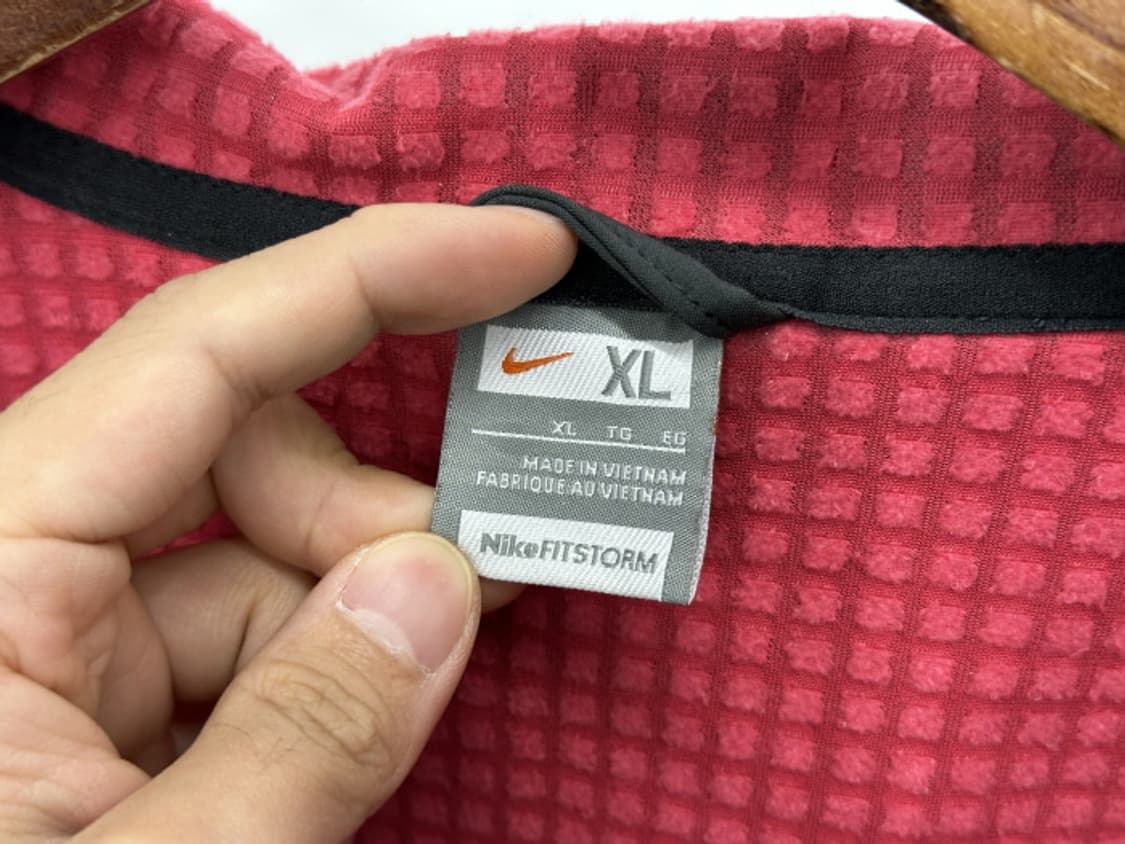 XL
XL TG EG
MADE IN VIETNAM
FABRIQUE AU VIETNAM
NikeFITSTORM